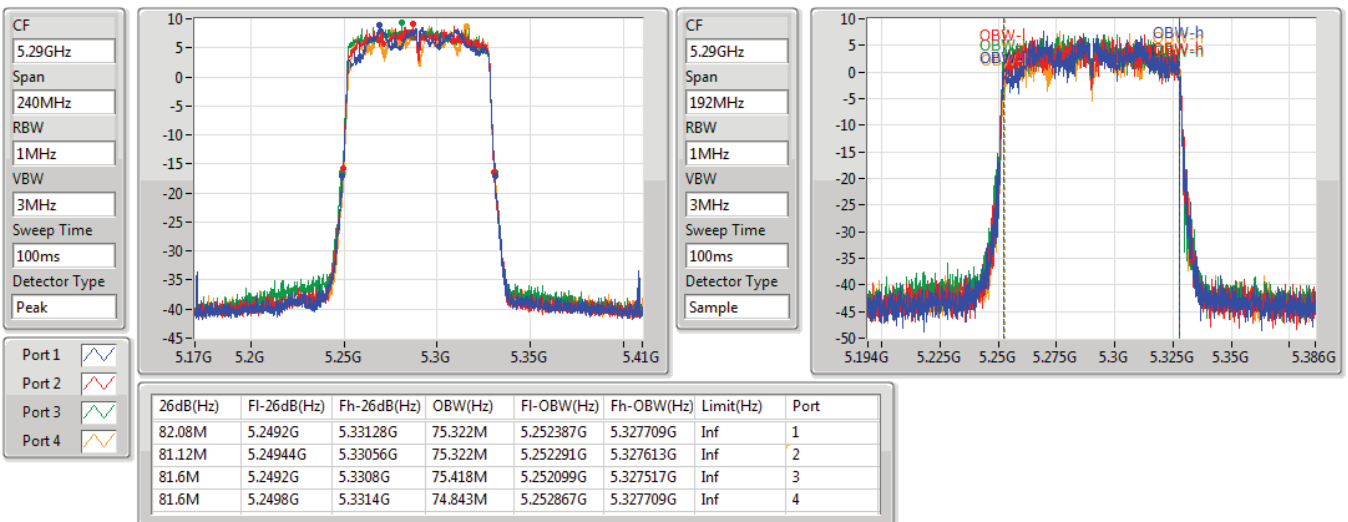 CF
5.29GHz
Span
240MHz
RBW
1MHz
VBW
3MHz
Sweep Time
100ms
Detector Type
Peak
10
5
0
-5
-10
-15
-20
-25
-30
-35
-40
-45
5.17G 5.2G 5.25G 5.3G 5.35G 5.41G
CF
5.29GHz
Span
192MHz
RBW
1MHz
VBW
3MHz
Sweep Time
100ms
Detector Type
Sample
10
5
0
-5
-10
-15
-20
-25
-30
-35
-40
-45
-50
OBW-l OBW-h
5.194G 5.225G 5.25G 5.275G 5.3G 5.325G 5.35G 5.386G
Port 1
Port 2
Port 3
Port 4
26dB(Hz) Fl-26dB(Hz) Fh-26dB(Hz) OBW(Hz) Fl-OBW(Hz) Fh-OBW(Hz) Limit(Hz) Port
82.08M 5.2492G 5.33128G 75.322M 5.252387G 5.327709G Inf 1
81.12M 5.24944G 5.33056G 75.322M 5.252291G 5.327613G Inf 2
81.6M 5.2492G 5.3308G 75.418M 5.252099G 5.327517G Inf 3
81.6M 5.2498G 5.3314G 74.843M 5.252867G 5.327709G Inf 4